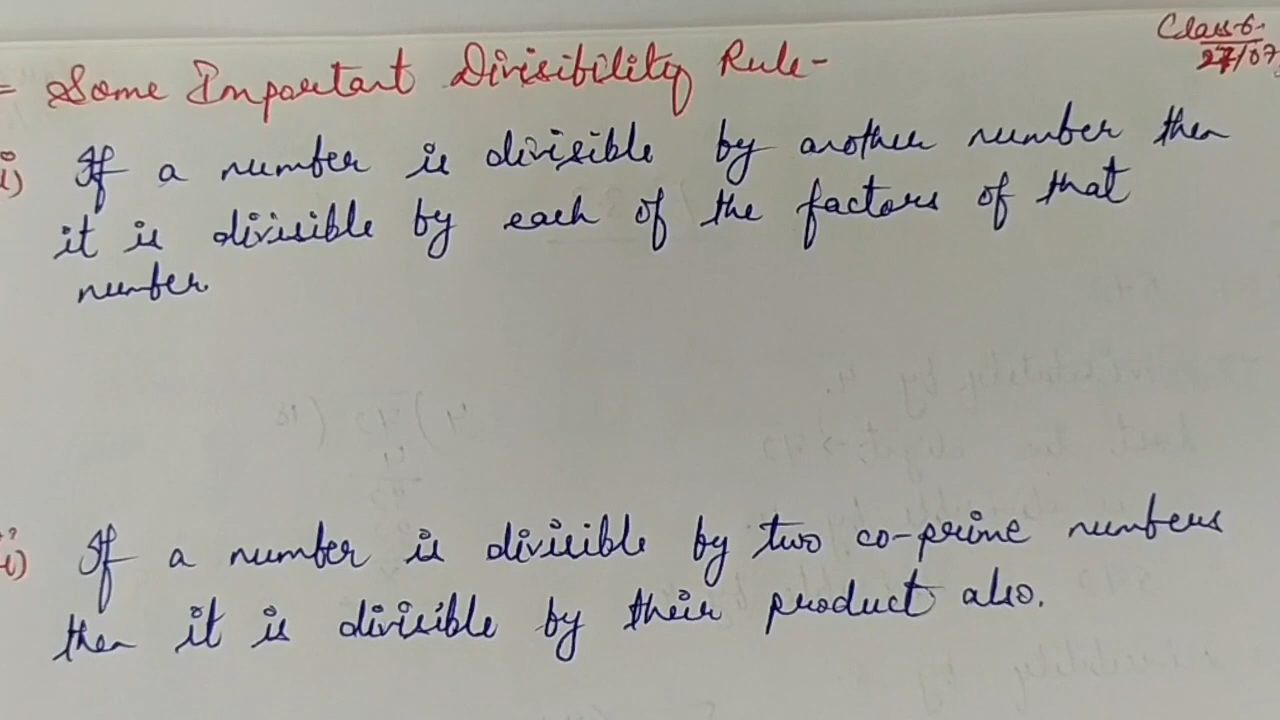 Class-6
27/07
= Some Important Divisibility Rule-
i) If a number is divisible by another number then
it is divisible by each of the factors of that
number.
ii) If a number is divisible by two co-prime numbers
then it is divisible by their product also.